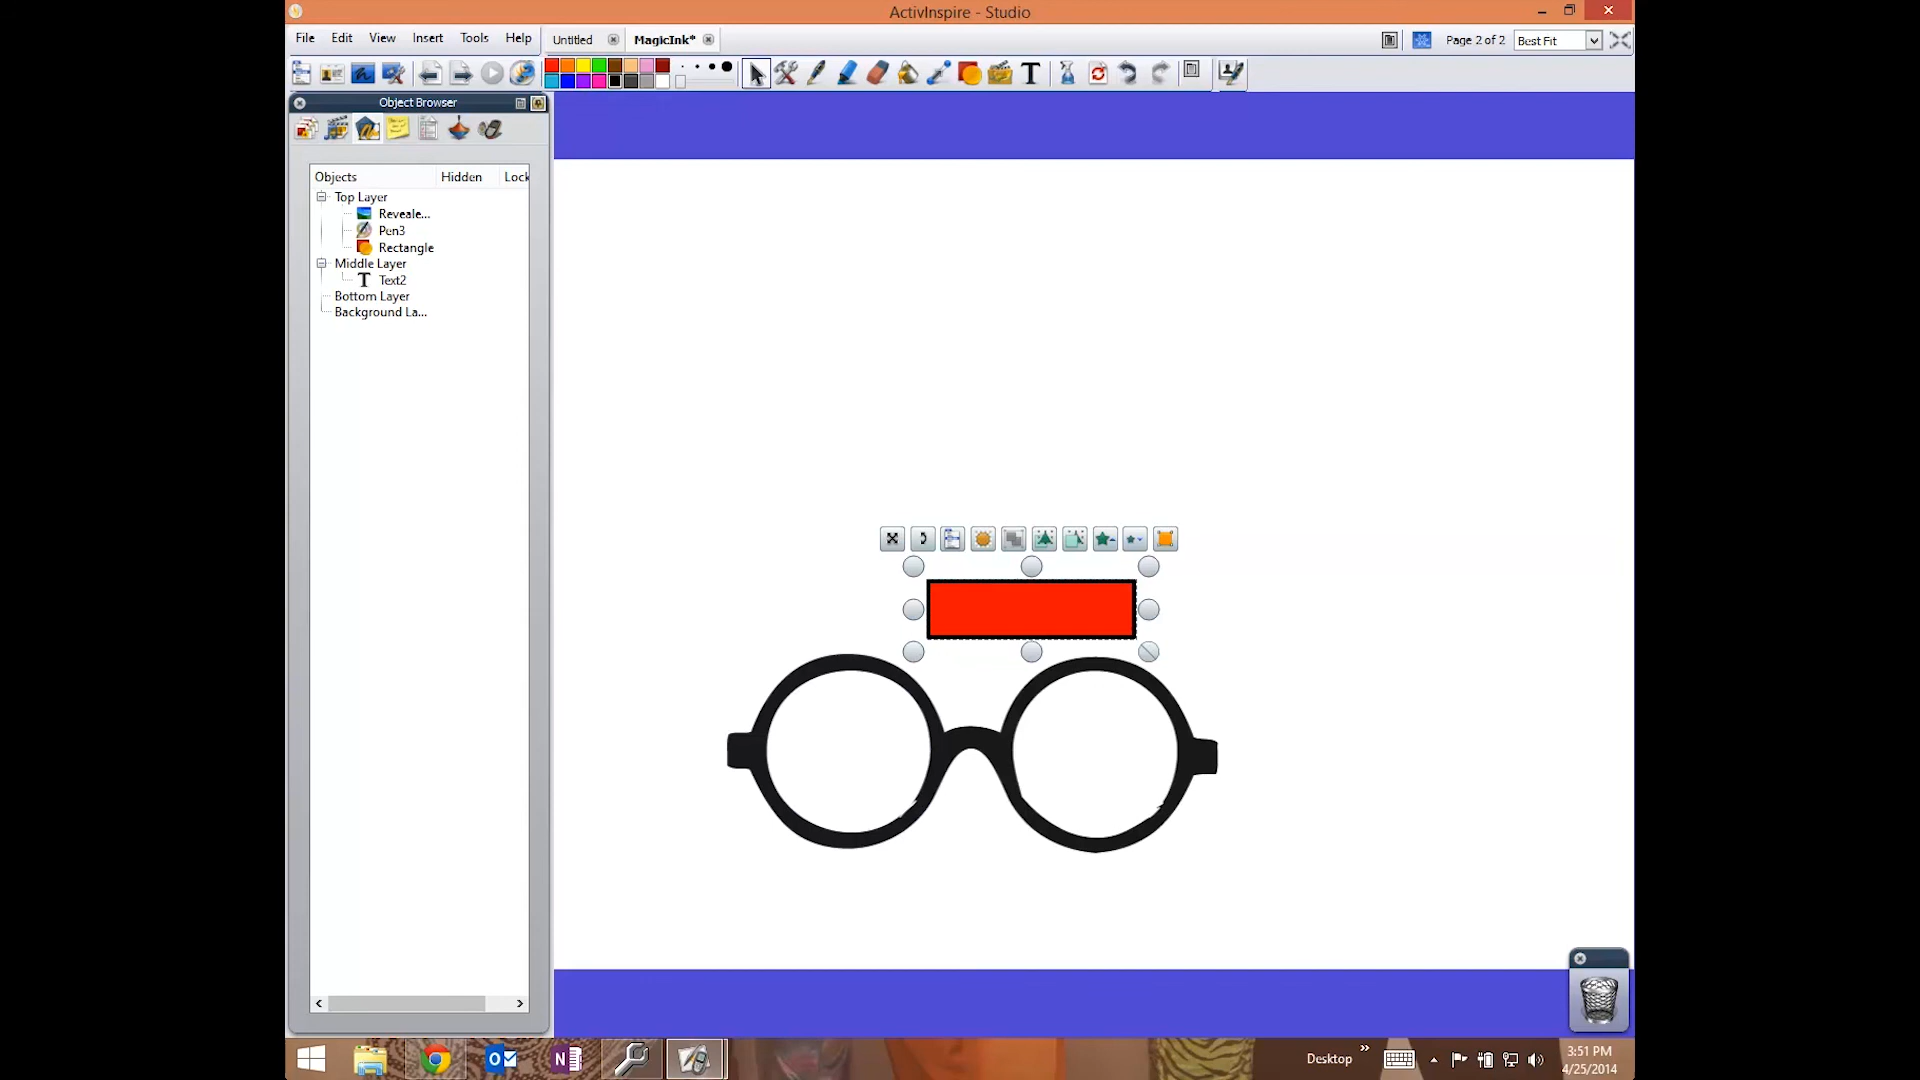 ActivInspire - Studio
File Edit View Insert Tools Help
Untitled MagicInk*
Page 2 of 2 Best Fit
T
Object Browser
Objects Hidden Lock
Top Layer
Reveale...
Pen3
Rectangle
Middle Layer
T Text2
Bottom Layer
Background La...
Desktop
3:51 PM
4/25/2014